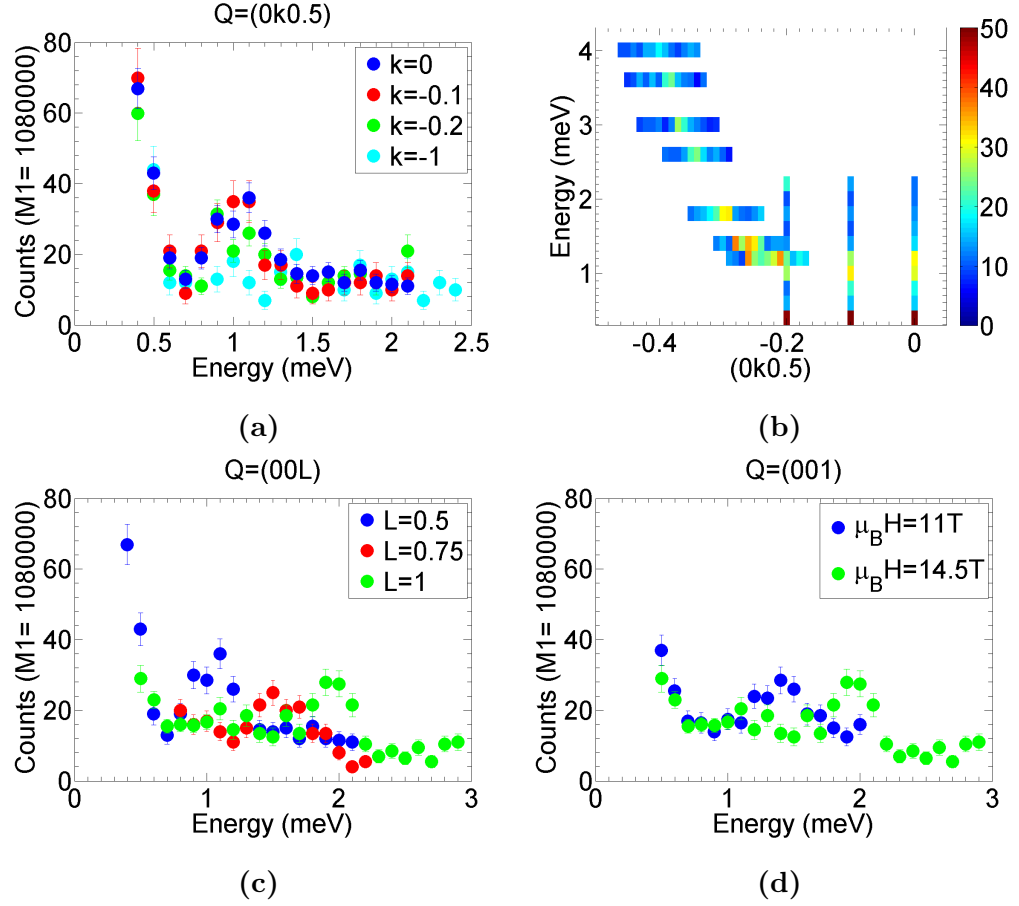 Q=(0k0.5)
80
60
40
20
0
Counts (M1= 1080000)
k=0
k=-0.1
k=-0.2
k=-1
0 0.5 1 1.5 2 2.5
Energy (meV)
(a)
4
3
2
1
Energy (meV)
-0.4 -0.2 0
(0k0.5)
50
40
30
20
10
0
(b)
Q=(00L)
80
60
40
20
0
Counts (M1= 1080000)
L=0.5
L=0.75
L=1
0 1 2 3
Energy (meV)
(c)
Q=(001)
80
60
40
20
0
Counts (M1= 1080000)
μBH=11T
μBH=14.5T
0 1 2 3
Energy (meV)
(d)